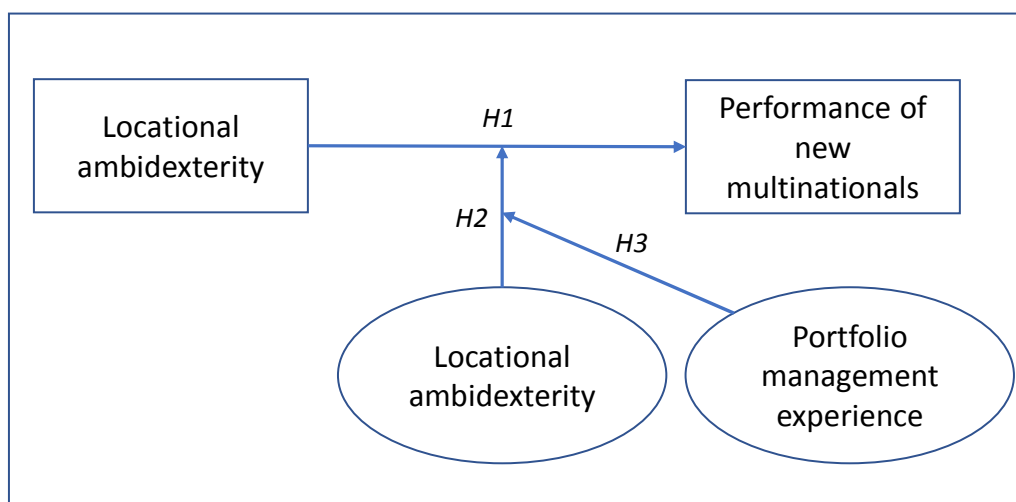 Locational
ambidexterity
H1
Performance of
new
multinationals
H2
H3
Locational
ambidexterity
Portfolio
management
experience